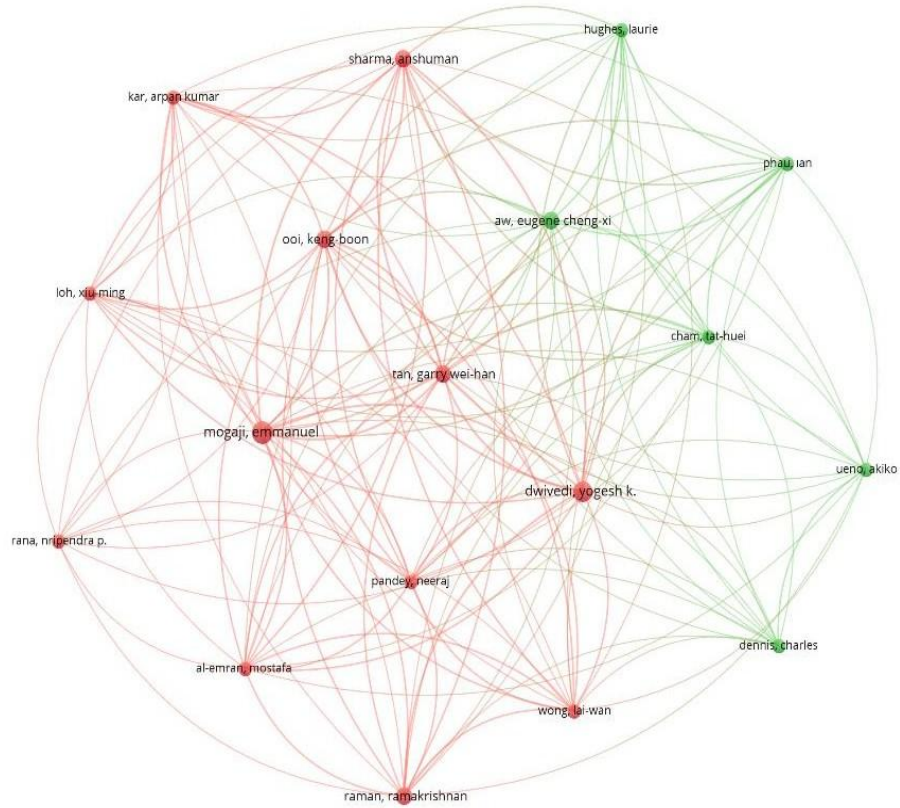 hughes, laurie
sharma, anshuman
kar, arpan kumar
phau, ian
aw, eugene cheng-xi
ooi, keng-boon
loh, xiu-ming
cham, tat-huei
tan, garry wei-han
mogaji, emmanuel
ueno, akiko
dwivedi, yogesh k.
rana, nripendra p.
pandey, neeraj
dennis, charles
al-emran, mostafa
wong, lai-wan
raman, ramakrishnan